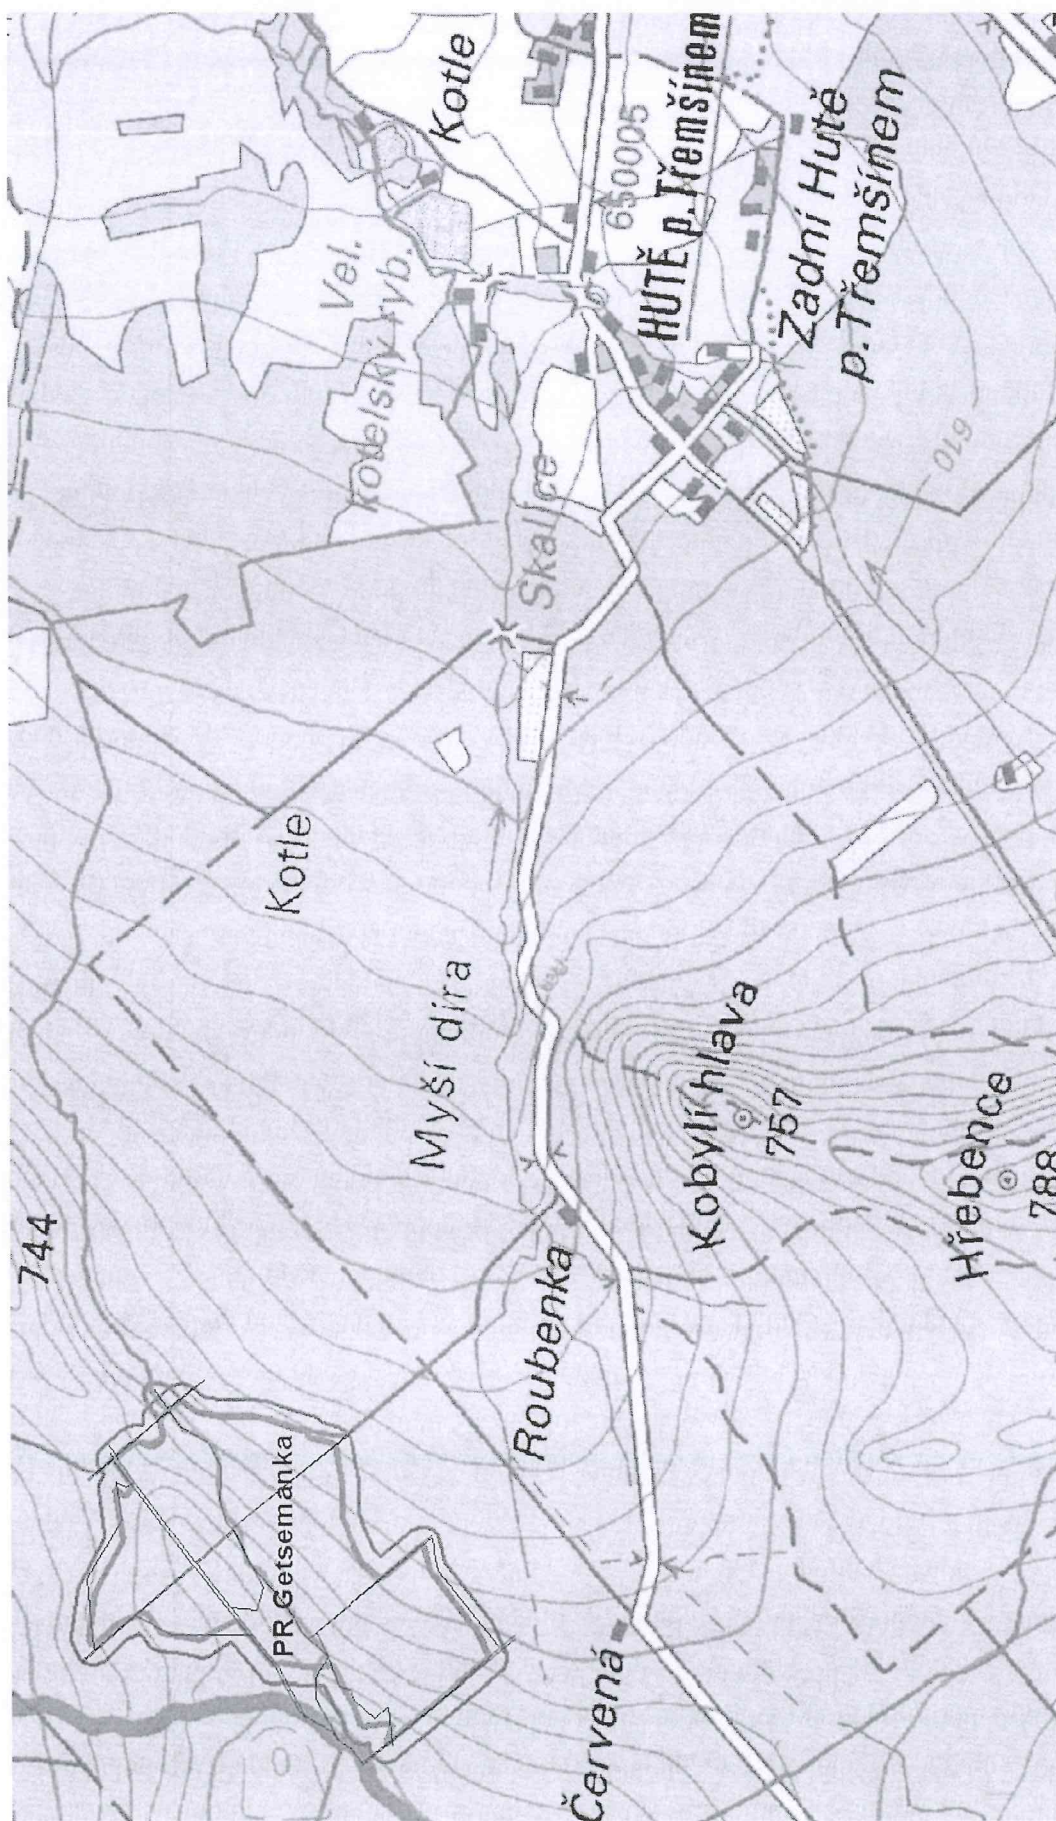 744
PR Getsemanka
Kotle
Myší díra
Vel.
Kotelský ryb.
Kotle
Skalice
650005
HUTĚ p.Třemšínem
Zadní Hutě
p.Třemšínem
610
Roubenka
Červená
Kobylí hlava
757
Hřebence
788